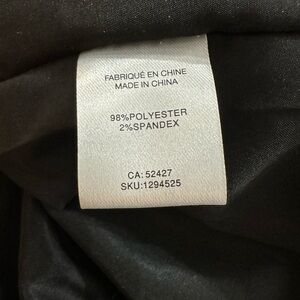 FABRIQUÉ EN CHINE
MADE IN CHINA
98%POLYESTER
2%SPANDEX
CA: 52427
SKU:1294525